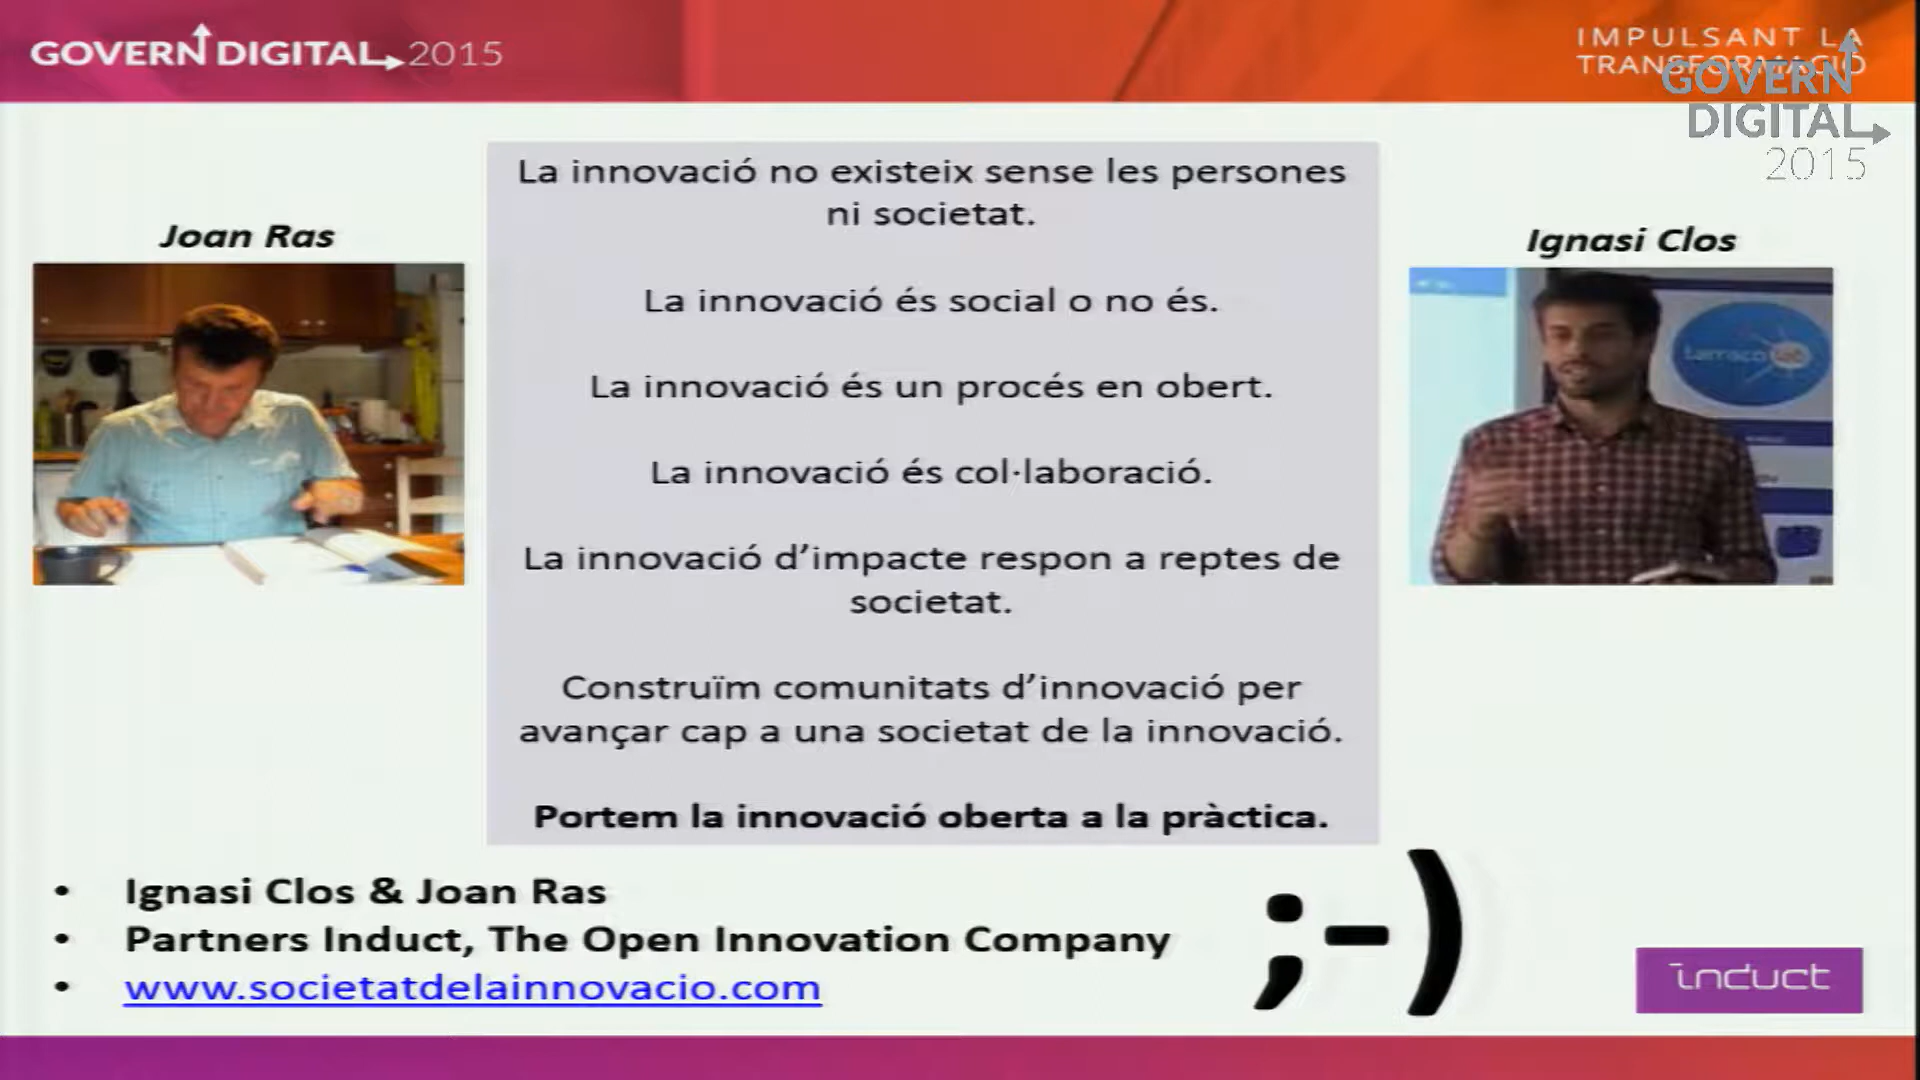 GOVERN DIGITAL 2015
IMPULSANT LA
TRANSFORMACIÓ
GOVERN
DIGITAL
2015
Joan Ras
Ignasi Clos
La innovació no existeix sense les persones
ni societat.
La innovació és social o no és.
La innovació és un procés en obert.
La innovació és col·laboració.
La innovació d’impacte respon a reptes de
societat.
Construïm comunitats d’innovació per
avançar cap a una societat de la innovació.
Portem la innovació oberta a la pràctica.
tarraco lab
• Ignasi Clos & Joan Ras
• Partners Induct, The Open Innovation Company
• www.societatdelainnovacio.com
;-)
induct